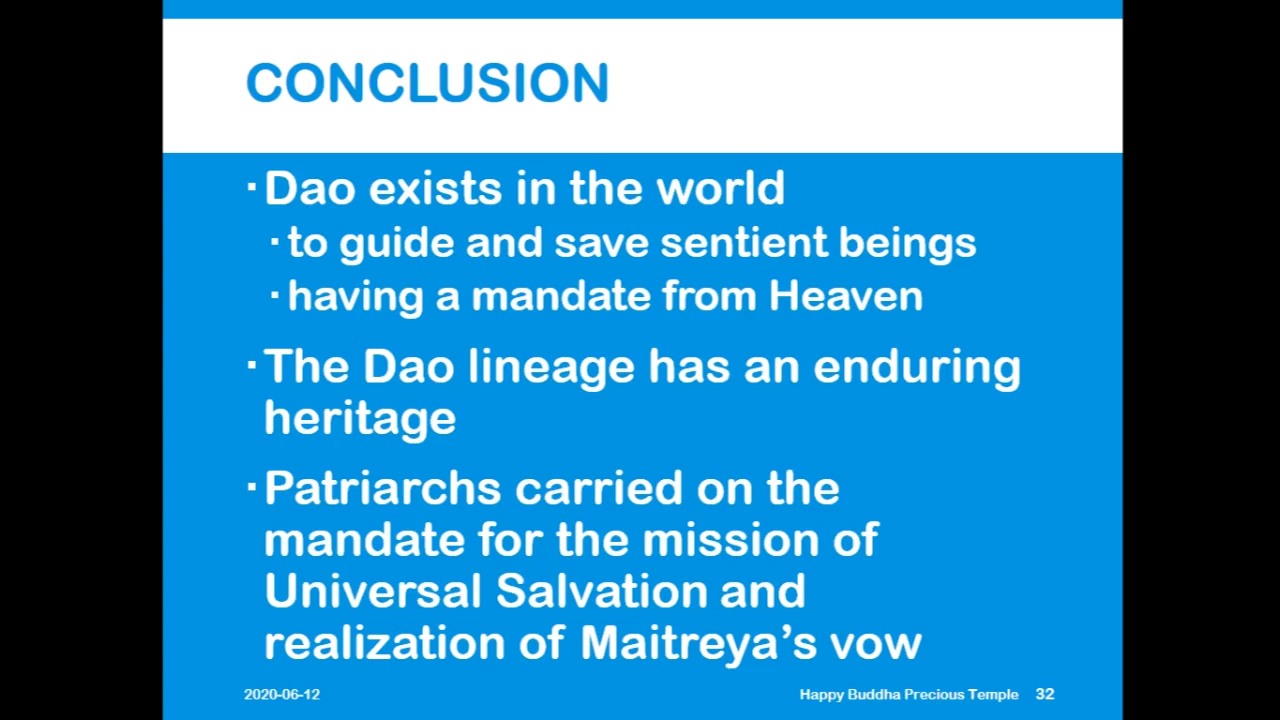 CONCLUSION
▪ Dao exists in the world
▪ to guide and save sentient beings
▪ having a mandate from Heaven
▪ The Dao lineage has an enduring
heritage
▪ Patriarchs carried on the
mandate for the mission of
Universal Salvation and
realization of Maitreya’s vow
2020-06-12 Happy Buddha Precious Temple 32